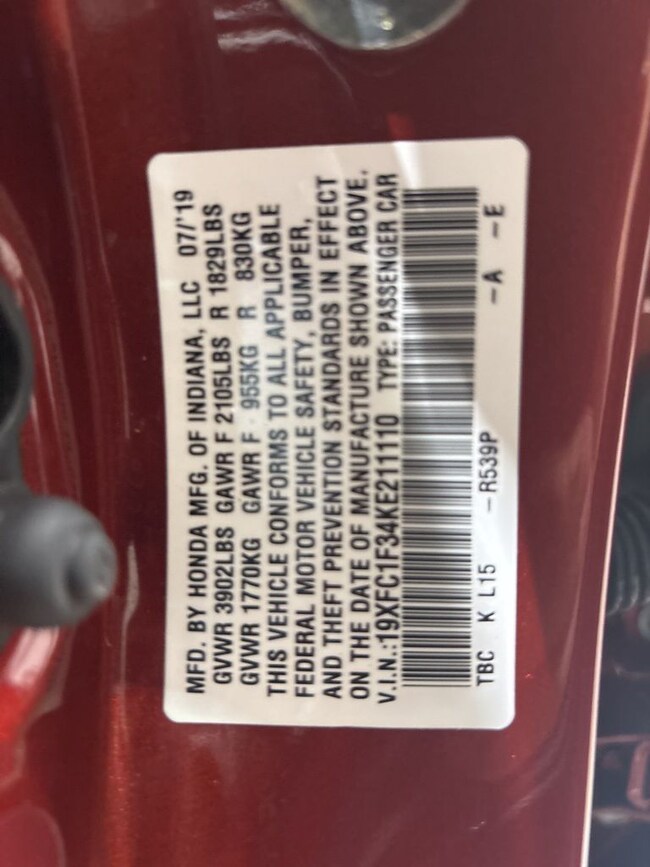 MFD. BY HONDA MFG. OF INDIANA, LLC 07/'19
GVWR 3902LBS GAWR F 2105LBS R 1829LBS
GVWR 1770KG GAWR F 955KG R 830KG
THIS VEHICLE CONFORMS TO ALL APPLICABLE
FEDERAL MOTOR VEHICLE SAFETY, BUMPER,
AND THEFT PREVENTION STANDARDS IN EFFECT
ON THE DATE OF MANUFACTURE SHOWN ABOVE.
V.I.N.:19XFC1F34KE211110 TYPE: PASSENGER CAR
TBC K L15 -R539P -A -E